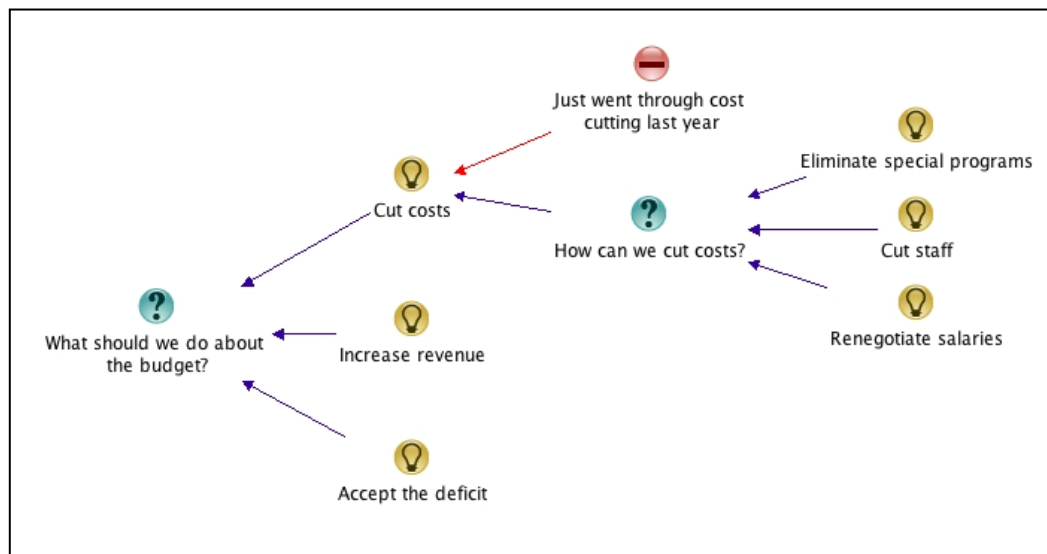 Just went through cost
cutting last year
Eliminate special programs
Cut costs
How can we cut costs?
Cut staff
What should we do about
the budget?
Increase revenue
Renegotiate salaries
Accept the deficit